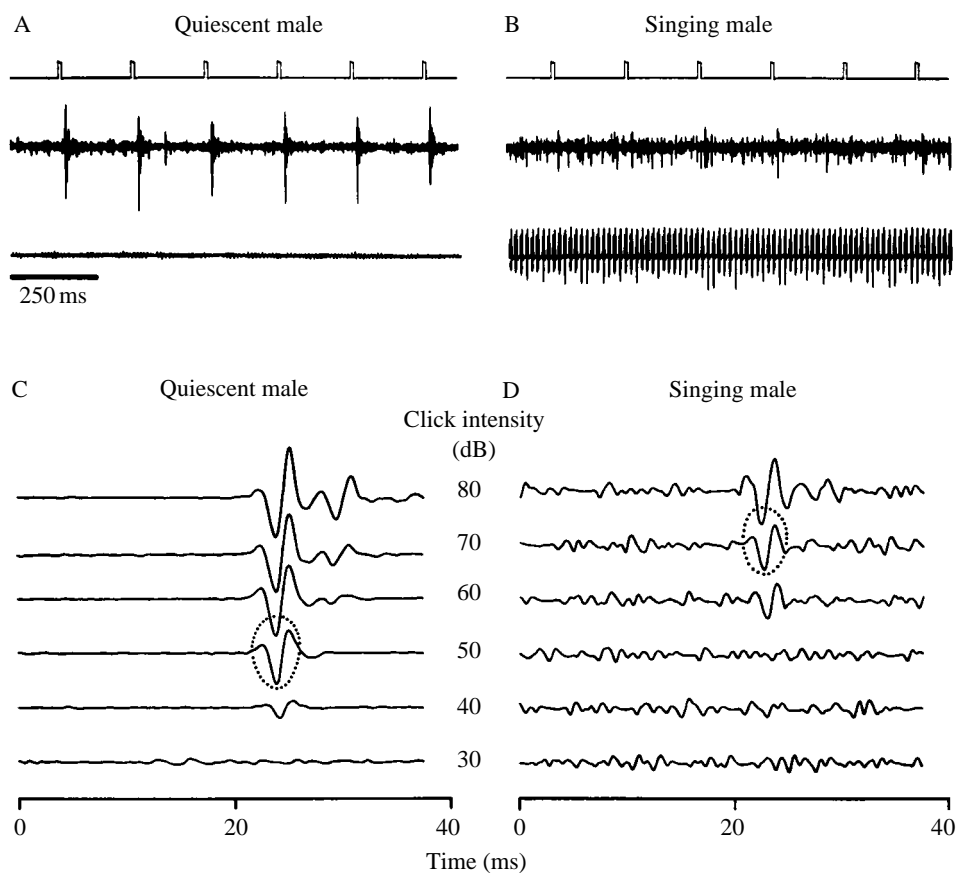 A Quiescent male
B Singing male
250 ms
C Quiescent male
D Singing male
Click intensity
(dB)
80
70
60
50
40
30
0 20 40
0 20 40
Time (ms)